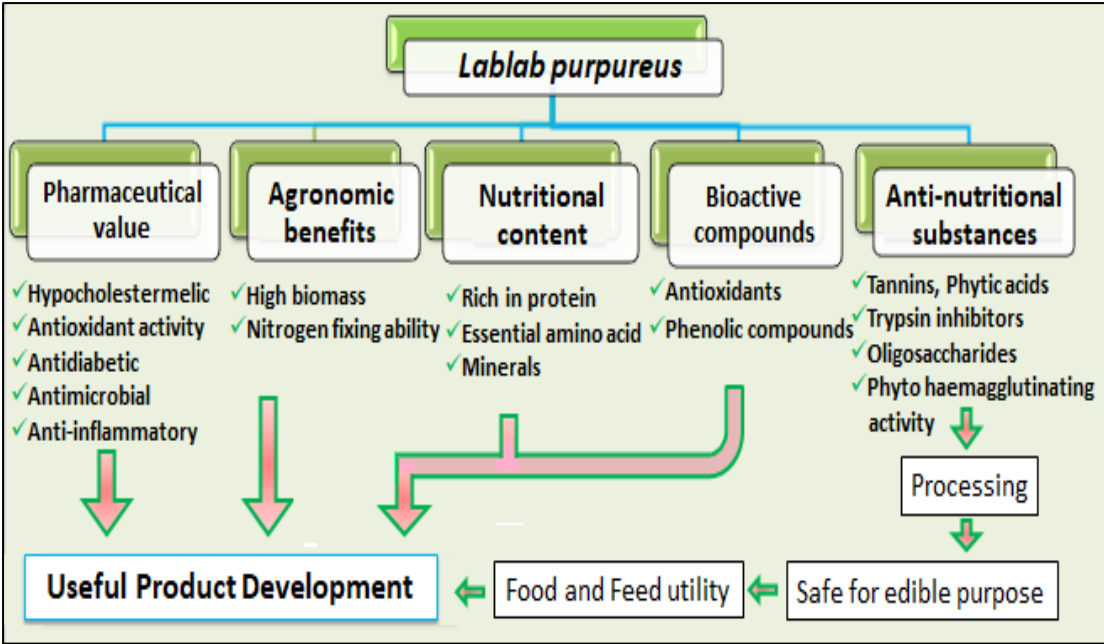 Lablab purpureus
Pharmaceutical
value
Agronomic
benefits
Nutritional
content
Bioactive
compounds
Anti-nutritional
substances
✓Hypocholestermelic
✓Antioxidant activity
✓Antidiabetic
✓Antimicrobial
✓Anti-inflammatory
✓High biomass
✓Nitrogen fixing ability
✓Rich in protein
✓Essential amino acid
✓Minerals
✓Antioxidants
✓Phenolic compounds
✓Tannins, Phytic acids
✓Trypsin inhibitors
✓Oligosaccharides
✓Phyto haemagglutinating
activity
Processing
Safe for edible purpose
Food and Feed utility
Useful Product Development